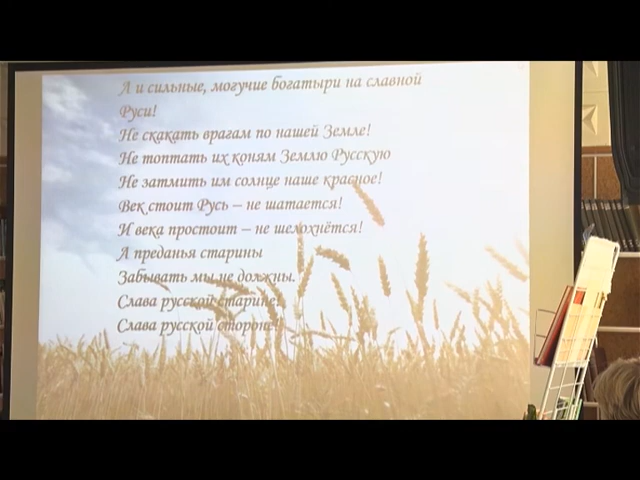 А и сильные, могучие богатыри на славной
Руси!
Не скакать врагам по нашей Земле!
Не топтать их коням Землю Русскую
Не затмить им солнце наше красное!
Век стоит Русь – не шатается!
И века простоит – не шелохнётся!
А преданья старины
Забывать мы не должны.
Слава русской старине!
Слава русской стороне!